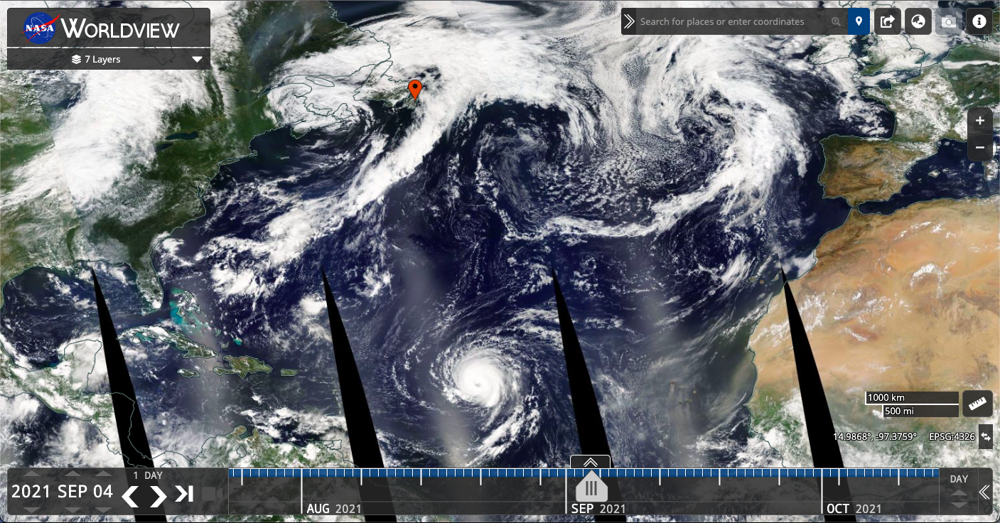 NASA WORLDVIEW
7 Layers
Search for places or enter coordinates
1000 km
500 mi
14.9868°, -97.3759° EPSG:4326
1 DAY
2021 SEP 04
DAY
AUG 2021
SEP 2021
OCT 2021